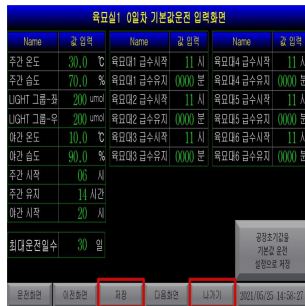 육묘실1 0일차 기본값운전 입력화면
Name 값 입력 Name 값 입력 Name 값 입력
주간 온도 30.0 ℃ 육묘대1 급수시작 11 시 육묘대4 급수시작 11 시
주간 습도 70.0 % 육묘대1 급수유지 0000 분 육묘대4 급수유지 0000 분
LIGHT 그룹-좌 200 umol 육묘대2 급수시작 11 시 육묘대5 급수시작 11 시
LIGHT 그룹-우 200 umol 육묘대2 급수유지 0000 분 육묘대5 급수유지 0000 분
야간 온도 10.0 ℃ 육묘대3 급수시작 11 시 육묘대6 급수시작 11 시
야간 습도 90.0 % 육묘대3 급수유지 0000 분 육묘대6 급수유지 0000 분
주간 시작 06 시
주간 유지 14 시간
야간 시작 20 시
최대운전일수 30 일
공장초기값을
기본값 운전
설정으로 저장
운전화면 이전화면 저장 다음화면 나가기 2021/05/25 14:58:27